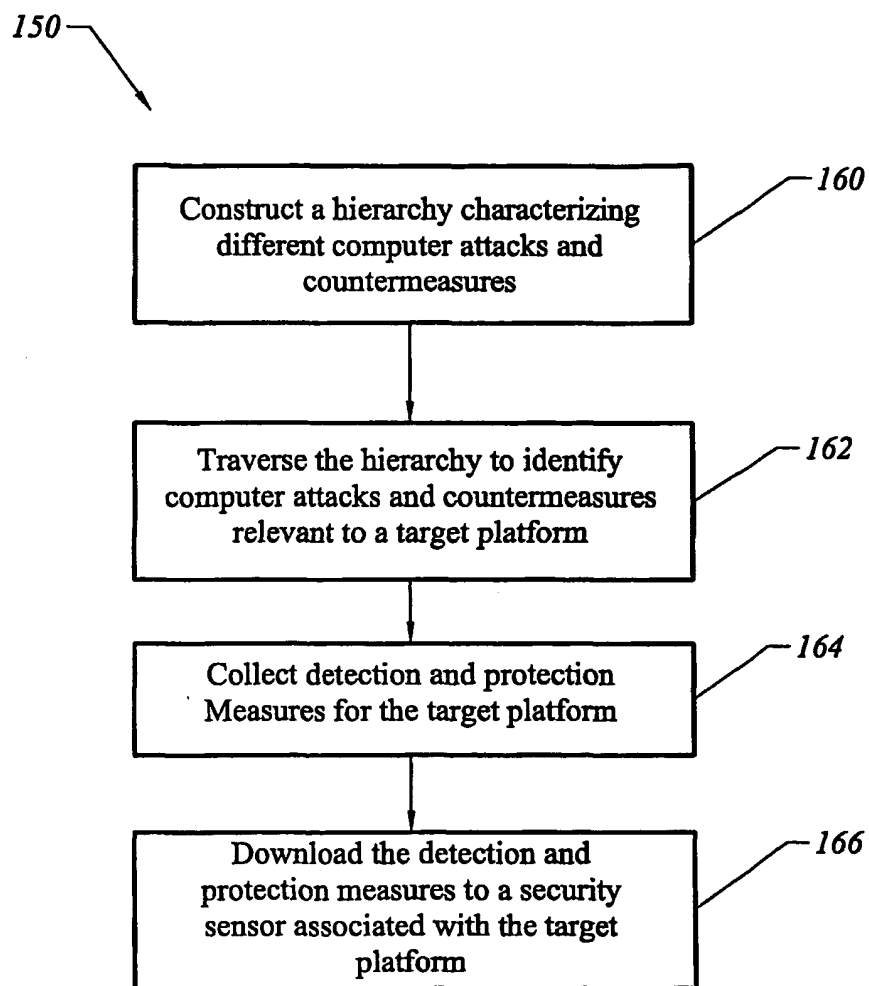 150
160
Construct a hierarchy characterizing
different computer attacks and
countermeasures
162
Traverse the hierarchy to identify
computer attacks and countermeasures
relevant to a target platform
164
Collect detection and protection
Measures for the target platform
166
Download the detection and
protection measures to a security
sensor associated with the target
platform